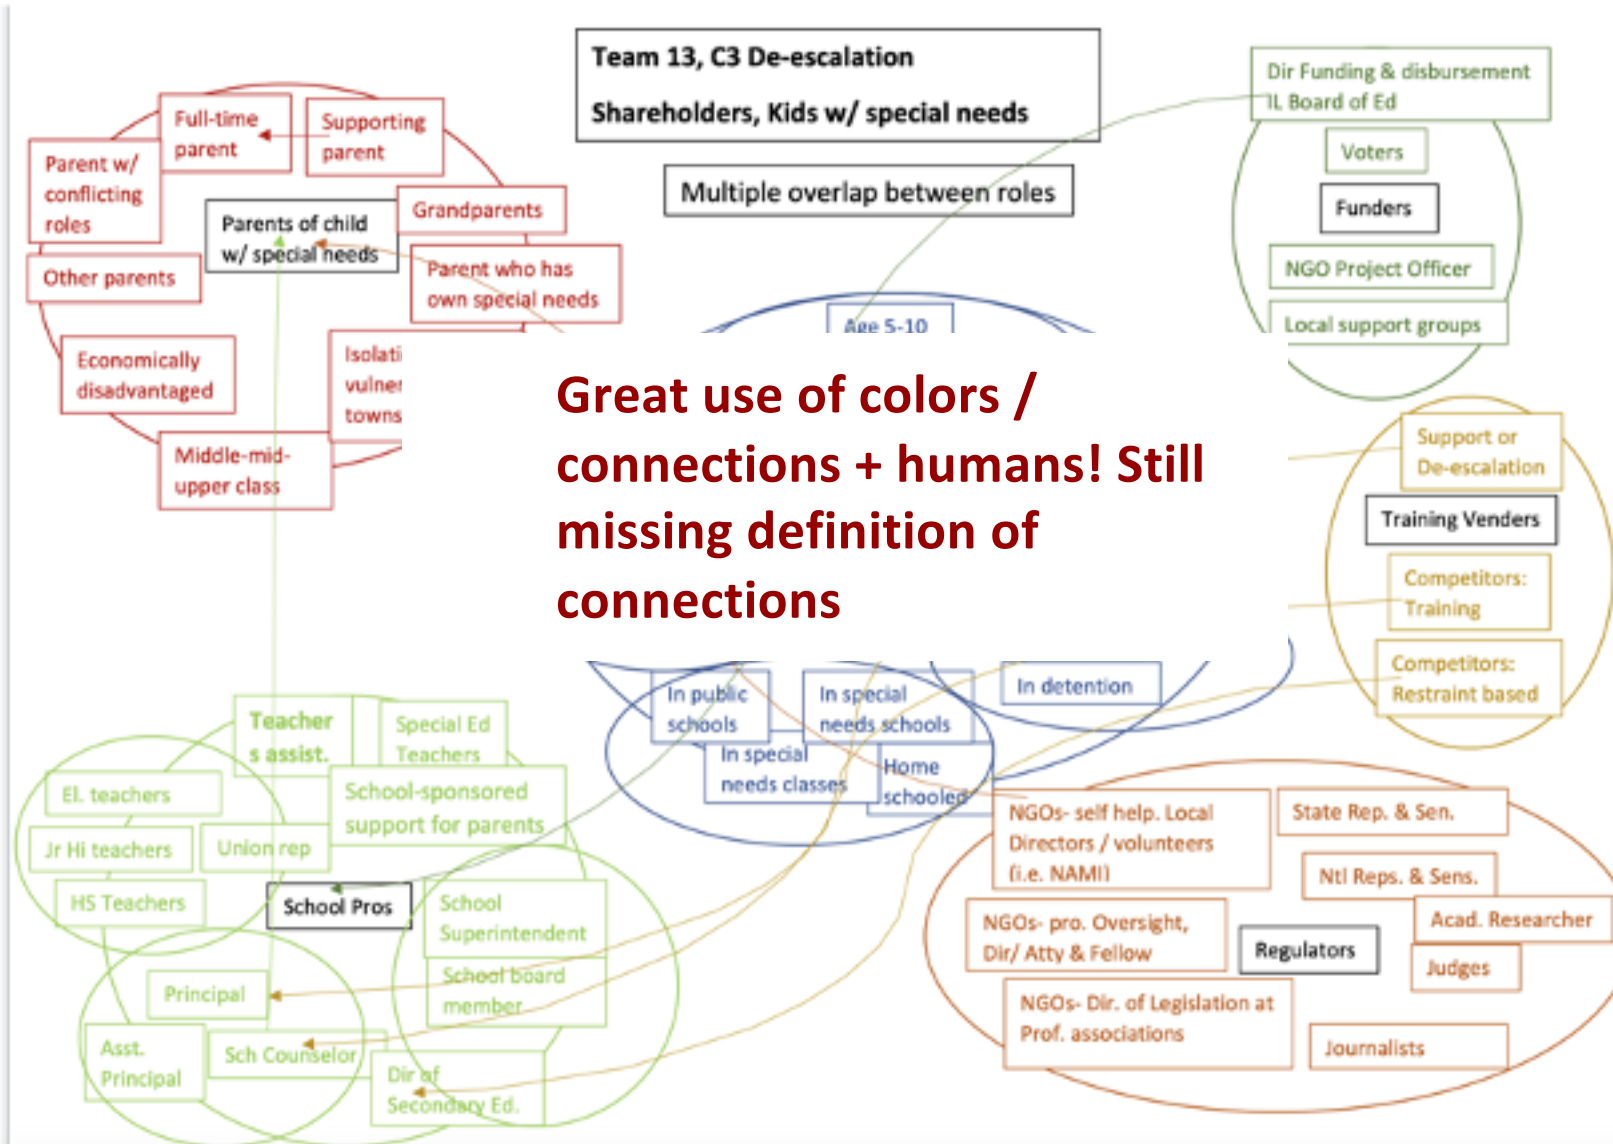 Team 13, C3 De-escalation
Shareholders, Kids w/ special needs
Multiple overlap between roles
Full-time
parent
Supporting
parent
Parent w/
conflicting
roles
Parents of child
w/ special needs
Grandparents
Other parents
Parent who has
own special needs
Economically
disadvantaged
Isolati
vulner
towns
Middle-mid-
upper class
Dir Funding & disbursement
IL Board of Ed
Voters
Funders
NGO Project Officer
Local support groups
Age 5-10
Great use of colors /
connections + humans! Still
missing definition of
connections
Support or
De-escalation
Training Venders
Competitors:
Training
Competitors:
Restraint based
In public
schools
In special
needs schools
In detention
In special
needs classes
Home
schooled
Teacher
s assist.
Special Ed
Teachers
El. teachers
School-sponsored
support for parents
Jr Hi teachers
Union rep
HS Teachers
School Pros
School
Superintendent
School board
member
Principal
Asst.
Principal
Sch Counselor
Dir of
Secondary Ed.
NGOs- self help. Local
Directors / volunteers
(i.e. NAMI)
State Rep. & Sen.
Ntl Reps. & Sens.
Acad. Researcher
NGOs- pro. Oversight,
Dir/ Atty & Fellow
Regulators
Judges
NGOs- Dir. of Legislation at
Prof. associations
Journalists